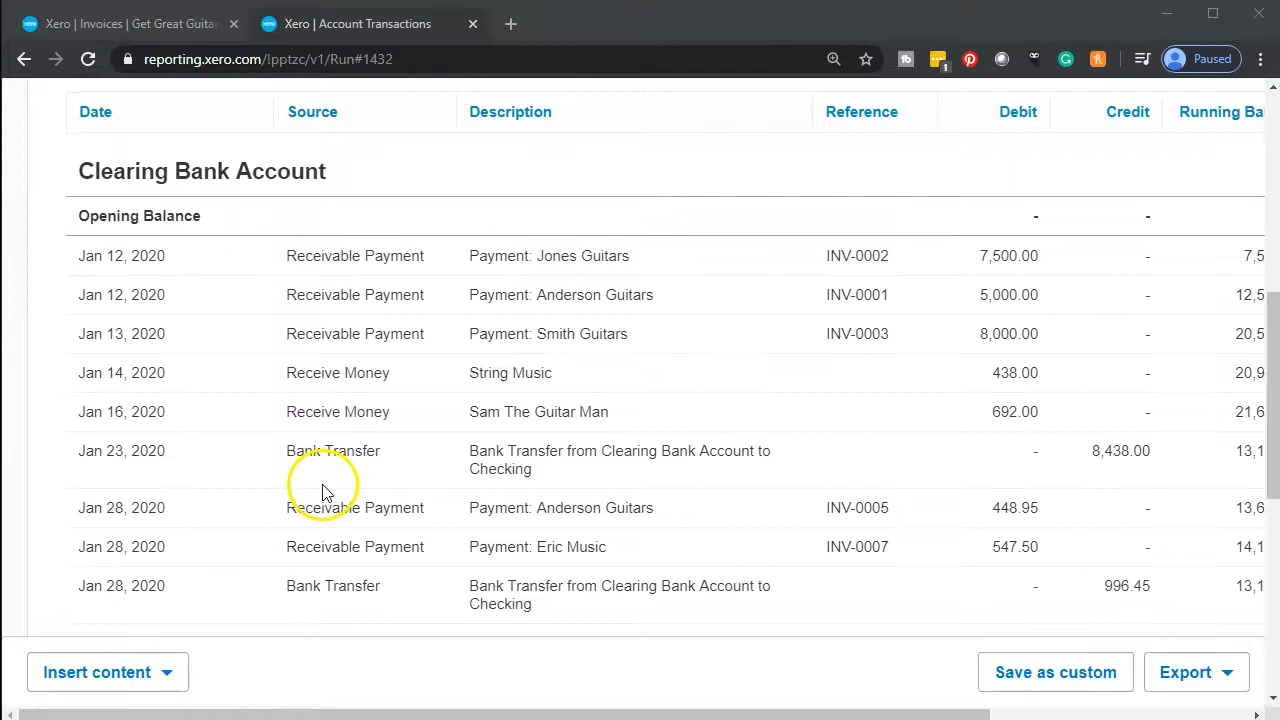 Xero | Invoices | Get Great Guitar
Xero | Account Transactions
reporting.xero.com/lpptzc/v1/Run#1432
1
Paused
Date Source Description Reference Debit Credit Running Ba
Clearing Bank Account
Opening Balance - -
Jan 12, 2020 Receivable Payment Payment: Jones Guitars INV-0002 7,500.00 - 7,5
Jan 12, 2020 Receivable Payment Payment: Anderson Guitars INV-0001 5,000.00 - 12,5
Jan 13, 2020 Receivable Payment Payment: Smith Guitars INV-0003 8,000.00 - 20,5
Jan 14, 2020 Receive Money String Music 438.00 - 20,9
Jan 16, 2020 Receive Money Sam The Guitar Man 692.00 - 21,6
Jan 23, 2020 Bank Transfer Bank Transfer from Clearing Bank Account to - 8,438.00 13,1
Checking
Jan 28, 2020 Receivable Payment Payment: Anderson Guitars INV-0005 448.95 - 13,6
Jan 28, 2020 Receivable Payment Payment: Eric Music INV-0007 547.50 - 14,1
Jan 28, 2020 Bank Transfer Bank Transfer from Clearing Bank Account to - 996.45 13,1
Checking
Insert content Save as custom Export